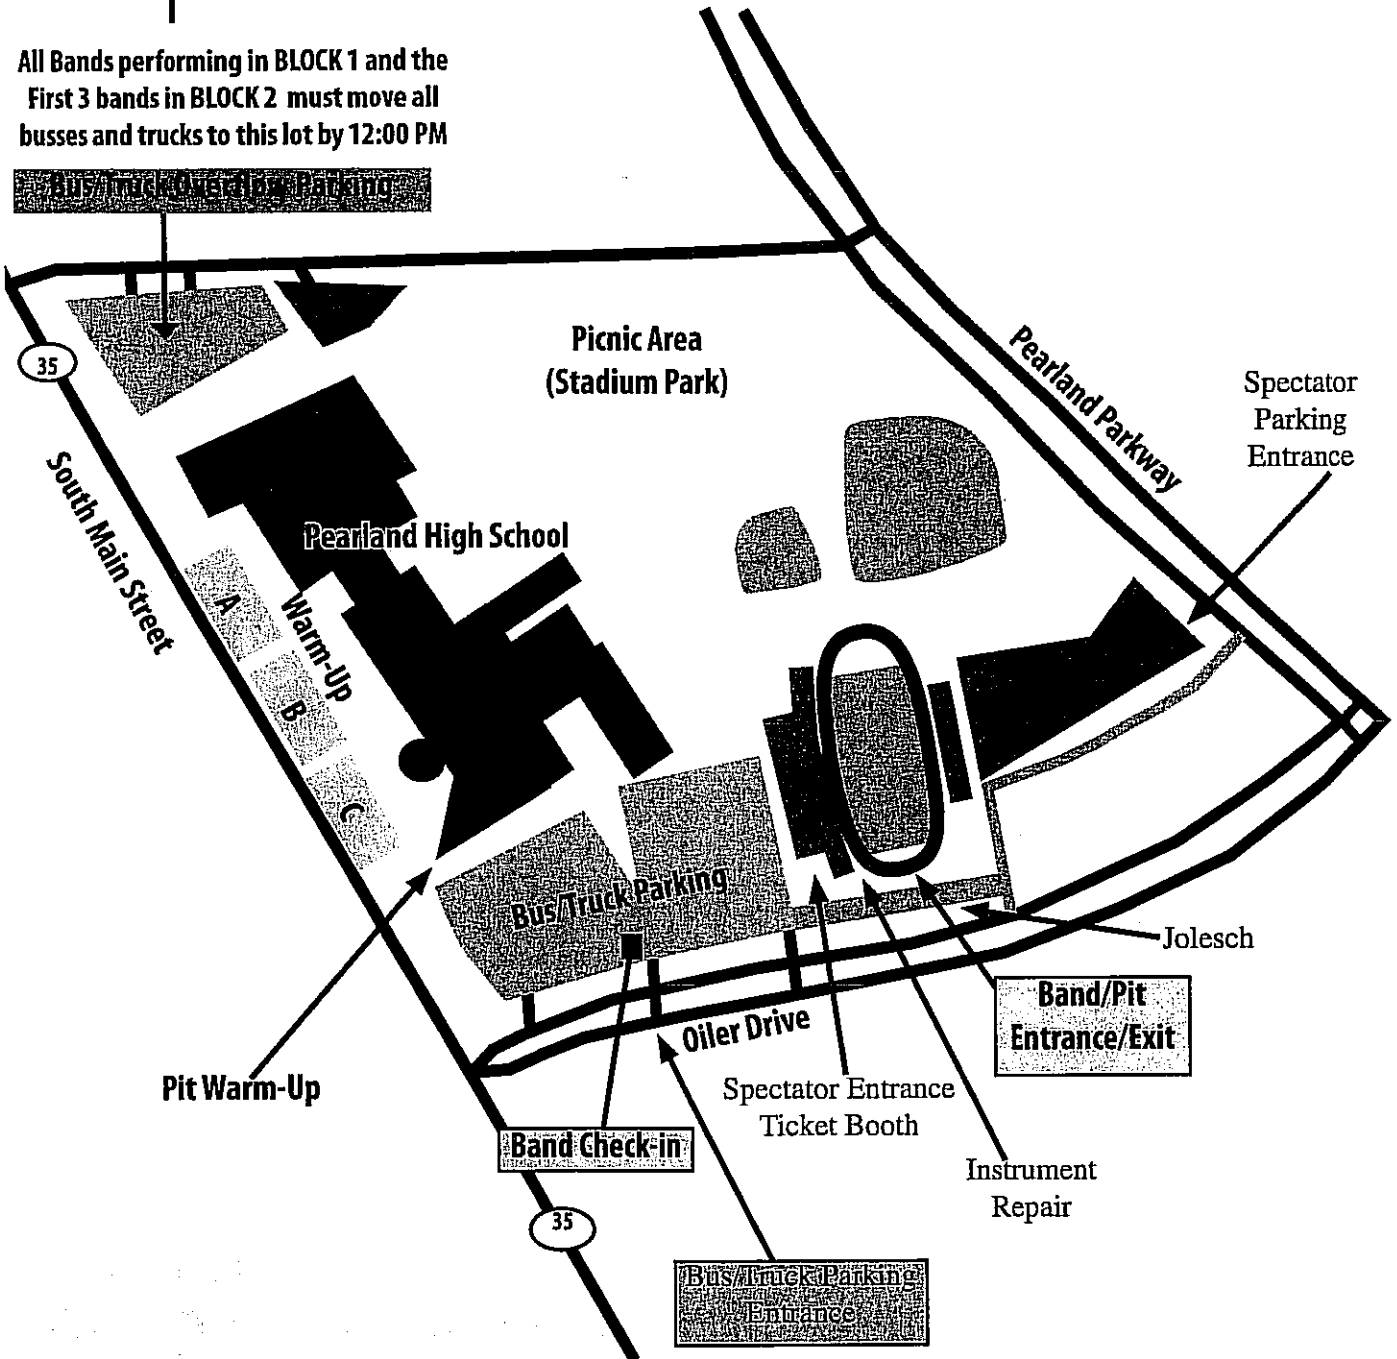 All Bands performing in BLOCK 1 and the
First 3 bands in BLOCK 2 must move all
busses and trucks to this lot by 12:00 PM
Bus/Truck Overflow Parking
35
Picnic Area
(Stadium Park)
Pearland Parkway
Spectator
Parking
Entrance
South Main Street
Pearland High School
Warm-Up
A
B
C
Bus/Truck Parking
Jolesch
Band/Pit
Entrance/Exit
Oiler Drive
Pit Warm-Up
Spectator Entrance
Ticket Booth
Band Check-in
Instrument
Repair
35
Bus/Truck Parking
Entrance